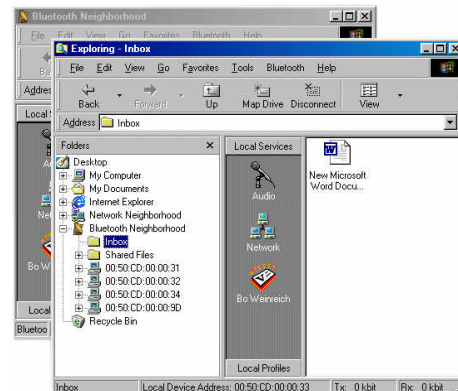 Bluetooth Neighborhood
File Edit View Go Favorites Bluetooth Help
Address
Local
Bo W
Local
Bluetoo
Exploring - Inbox
File Edit View Go Favorites Tools Bluetooth Help
Back Forward Up Map Drive Disconnect View
Address Inbox
Folders
Desktop
My Computer
My Documents
Internet Explorer
Network Neighborhood
Bluetooth Neighborhood
Inbox
Shared Files
00:50:CD:00:00:31
00:50:CD:00:00:32
00:50:CD:00:00:34
00:50:CD:00:00:9D
Recycle Bin
Local Services
Audio
Network
Bo Weinreich
Local Profiles
New Microsoft
Word Docu...
Inbox Local Device Address: 00:50:CD:00:00:33 Tx: 0 kbit Rx: 0 kbit